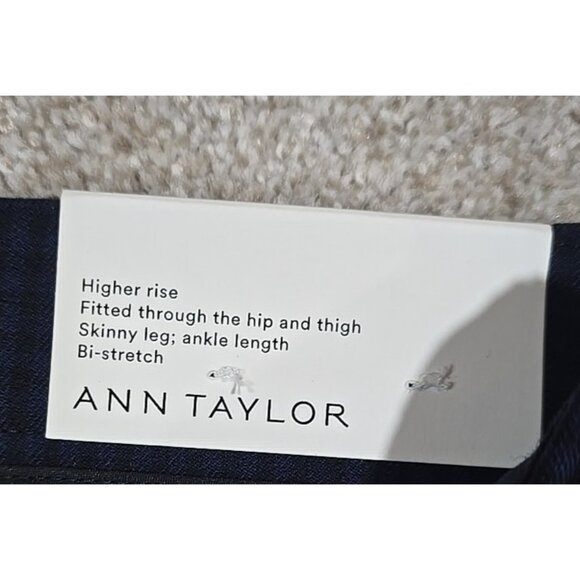 Higher rise
Fitted through the hip and thigh
Skinny leg; ankle length
Bi-stretch
ANN TAYLOR